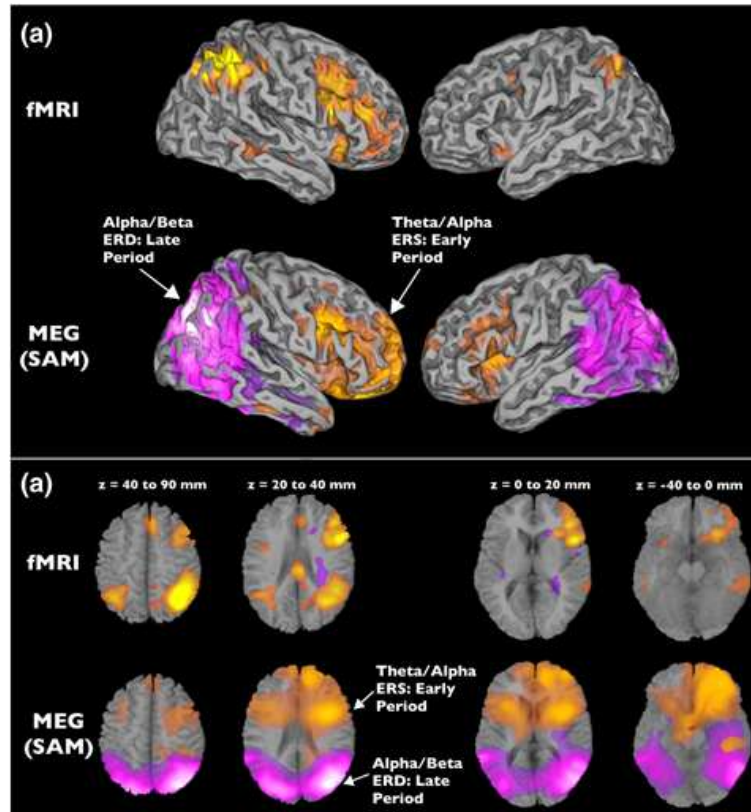 (a)
fMRI
Alpha/Beta
ERD: Late
Period
Theta/Alpha
ERS: Early
Period
MEG
(SAM)
(a)
z = 40 to 90 mm
z = 20 to 40 mm
z = 0 to 20 mm
z = -40 to 0 mm
fMRI
Theta/Alpha
ERS: Early
Period
MEG
(SAM)
Alpha/Beta
ERD: Late
Period